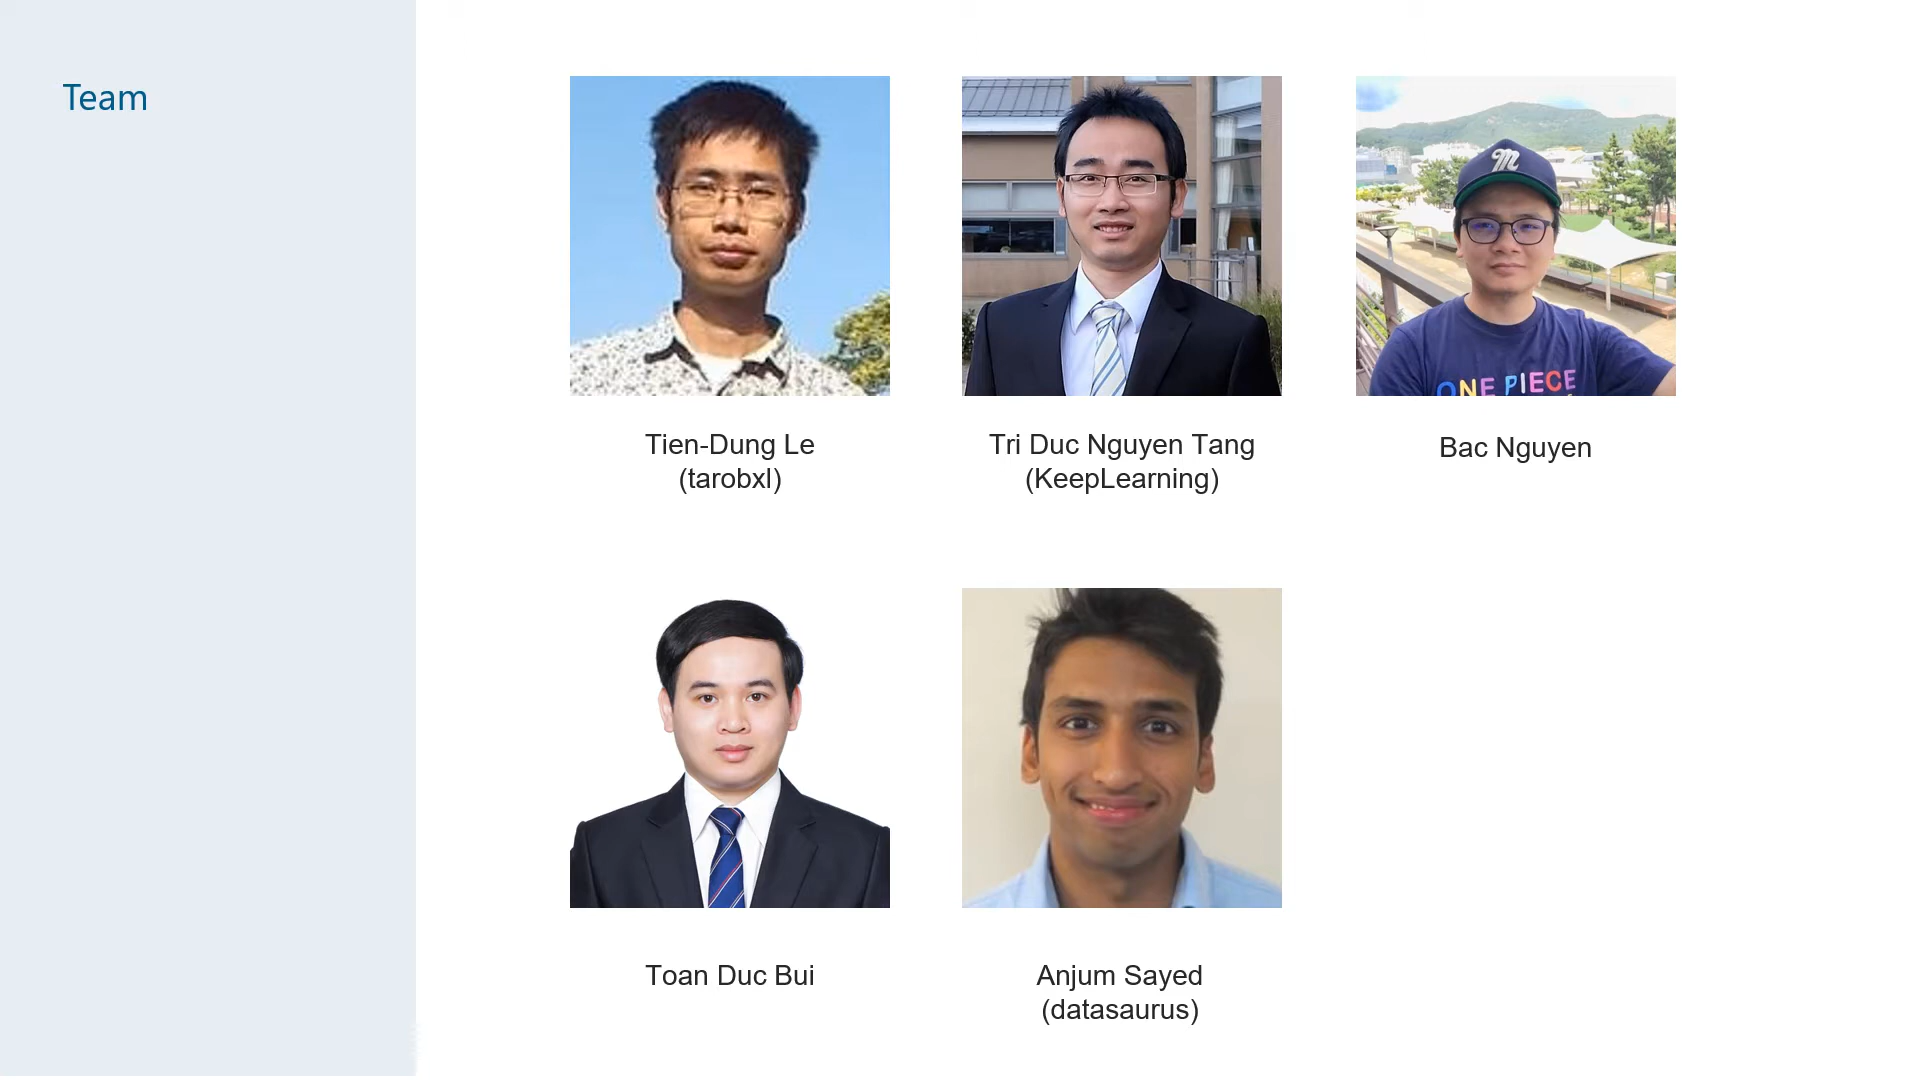 Team
M
ONE PIECE
Tien-Dung Le
(tarobxl)
Tri Duc Nguyen Tang
(KeepLearning)
Bac Nguyen
Toan Duc Bui
Anjum Sayed
(datasaurus)